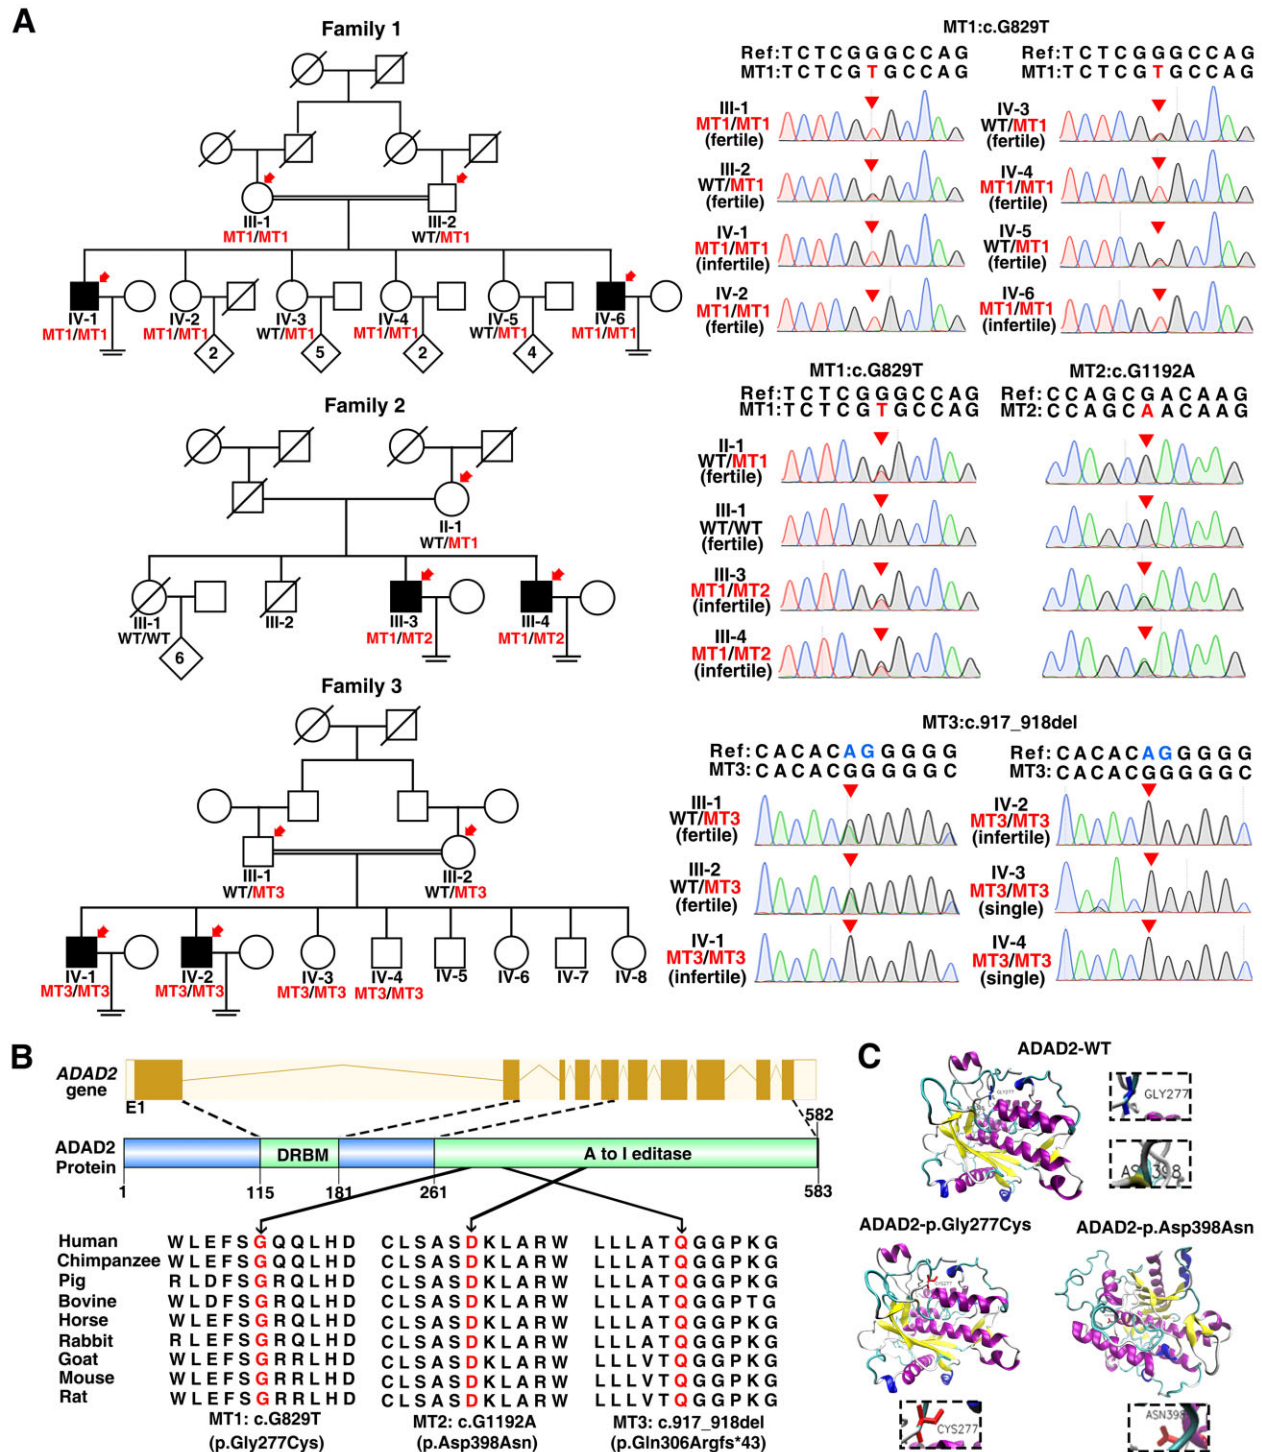 A
Family 1
III-1
MT1/MT1
III-2
WT/MT1
IV-1
MT1/MT1
IV-2
MT1/MT1
IV-3
WT/MT1
IV-4
MT1/MT1
IV-5
WT/MT1
IV-6
MT1/MT1
2
5
2
4
MT1:c.G829T
Ref:TCTCGGGCCAG
MT1:TCTCGTGCCAG
III-1
MT1/MT1
(fertile)
III-2
WT/MT1
(fertile)
IV-1
MT1/MT1
(infertile)
IV-2
MT1/MT1
(fertile)
Ref:TCTCGGGCCAG
MT1:TCTCGTGCCAG
IV-3
WT/MT1
(fertile)
IV-4
MT1/MT1
(fertile)
IV-5
WT/MT1
(fertile)
IV-6
MT1/MT1
(infertile)
Family 2
II-1
WT/MT1
III-1
WT/WT
6
III-2
III-3
MT1/MT2
III-4
MT1/MT2
MT1:c.G829T
Ref:TCTCGGGCCAG
MT1:TCTCGTGCCAG
II-1
WT/MT1
(fertile)
III-1
WT/WT
(fertile)
III-3
MT1/MT2
(infertile)
III-4
MT1/MT2
(infertile)
MT2:c.G1192A
Ref:CCAGCGACAAG
MT2:CCAGCAACAAG
Family 3
III-1
WT/MT3
III-2
WT/MT3
IV-1
MT3/MT3
IV-2
MT3/MT3
IV-3
MT3/MT3
IV-4
MT3/MT3
IV-5
IV-6
IV-7
IV-8
MT3:c.917_918del
Ref:CACACAGGGGG
MT3:CACACGGGGGC
III-1
WT/MT3
(fertile)
III-2
WT/MT3
(fertile)
IV-1
MT3/MT3
(infertile)
Ref:CACACAGGGGG
MT3:CACACGGGGGC
IV-2
MT3/MT3
(infertile)
IV-3
MT3/MT3
(single)
IV-4
MT3/MT3
(single)
B
ADAD2
gene
E1
582
ADAD2
Protein
DRBM
A to I editase
1
115
181
261
583
Human WLEFSGQQLHD CLSASDKLARW LLLATQGGPKG
Chimpanzee WLEFSGQQLHD CLSASDKLARW LLLATQGGPKG
Pig RLDFSGRQLHD CLSASDKLARW LLLATQGGPKG
Bovine WLDFSGRQLHD CLSASDKLARW LLLATQGGPTG
Horse WLEFSGRQLHD CLSASDKLARW LLLATQGGPKG
Rabbit RLEFSGRQLHD CLSASDKLARW LLLATQGGPKG
Goat WLEFSGRRLHD CLSASDKLARW LLLVTQGGPKG
Mouse WLEFSGRRLHD CLSASDKLARW LLLVTQGGPKG
Rat WLEFSGRRLHD CLSASDKLARW LLLVTQGGPKG
MT1: c.G829T
(p.Gly277Cys)
MT2: c.G1192A
(p.Asp398Asn)
MT3: c.917_918del
(p.Gln306Argfs*43)
C
ADAD2-WT
GLY277
GLY277
ADAD2-p.Gly277Cys
CYS277
CYS277
ADAD2-p.Asp398Asn
ASN398